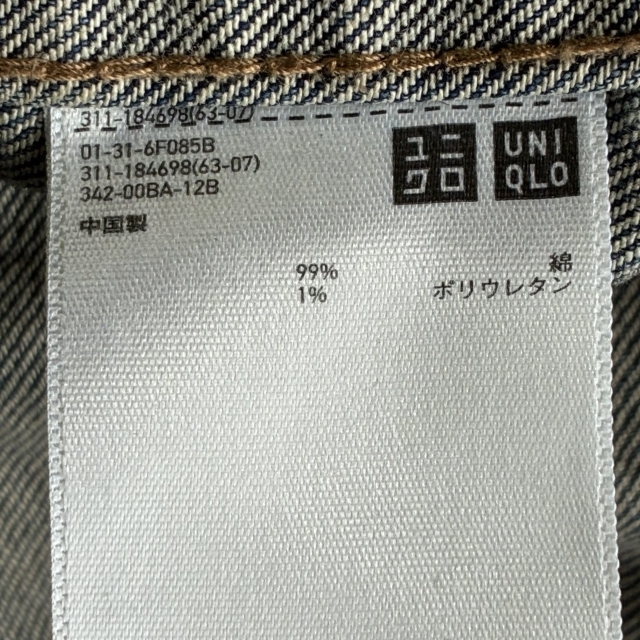 311-184698(63-07)
01-31-6F085B
311-184698(63-07)
342-00BA-12B
中国製
ユニ
クロ
UNI
QLO
99% 綿
1% ポリウレタン